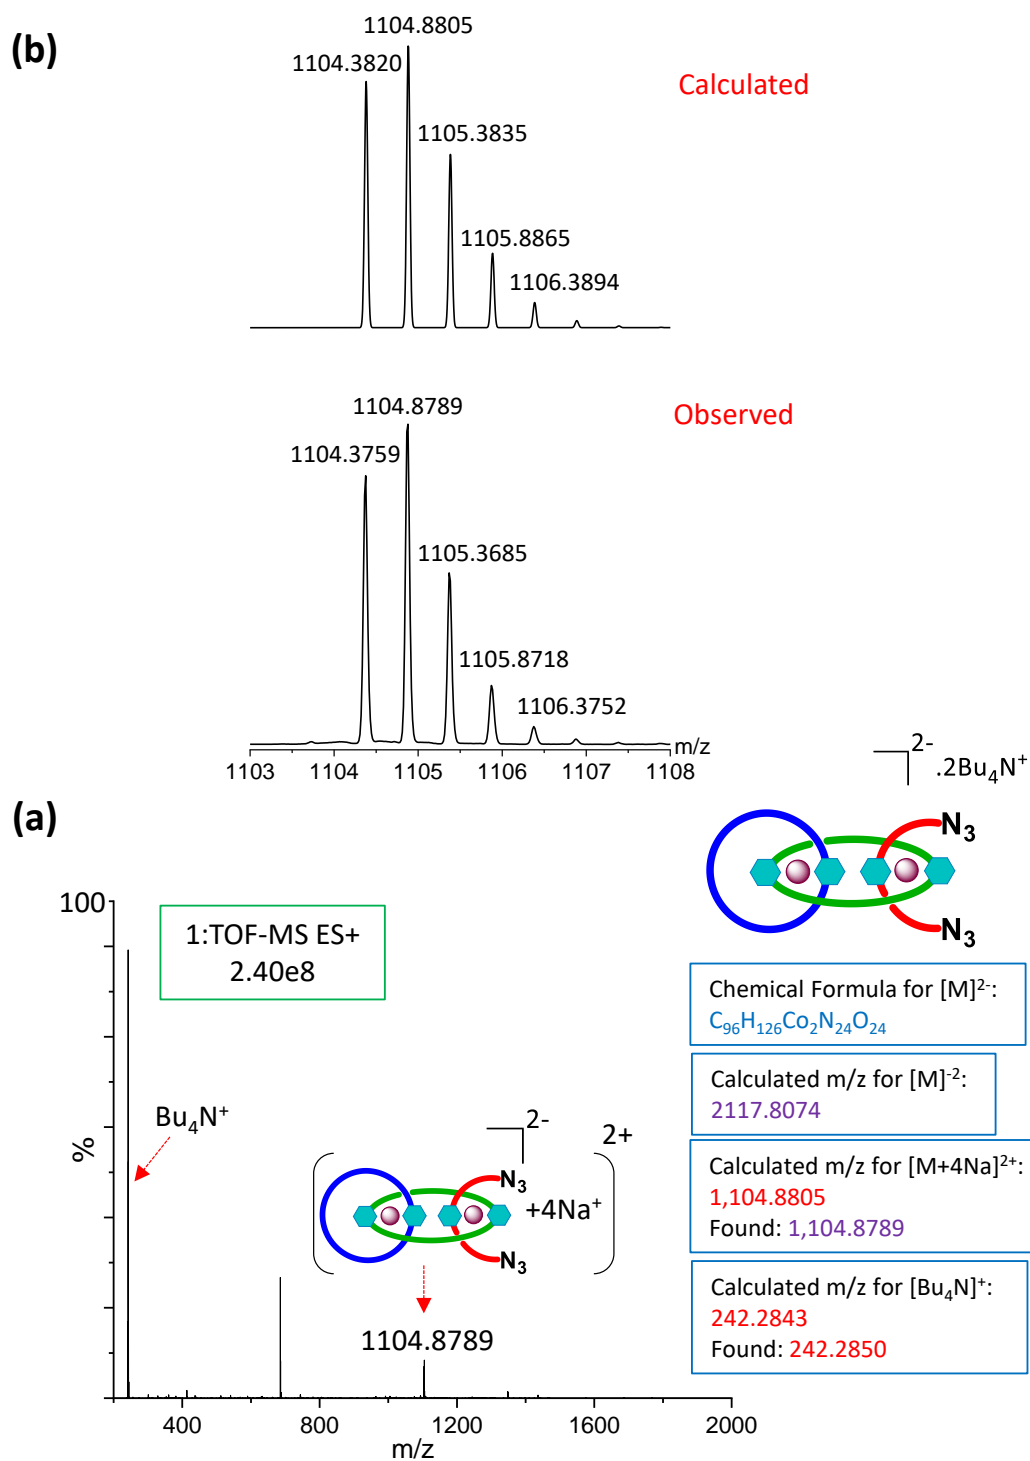 (b)
1104.8805
1104.3820
Calculated
1105.3835
1105.8865
1106.3894
1104.8789
Observed
1104.3759
1105.3685
1105.8718
1106.3752
m/z
1103 1104 1105 1106 1107 1108
2-
.2Bu₄N⁺
(a)
N₃
N₃
100
1:TOF-MS ES+
2.40e8
%
Bu₄N⁺
2-
2+
N₃
+4Na⁺
N₃
1104.8789
400 800 1200 1600 2000
m/z
Chemical Formula for [M]²⁻:
C₉₆H₁₂₆Co₂N₂₄O₂₄
Calculated m/z for [M]⁻²:
2117.8074
Calculated m/z for [M+4Na]²⁺:
1,104.8805
Found: 1,104.8789
Calculated m/z for [Bu₄N]⁺:
242.2843
Found: 242.2850